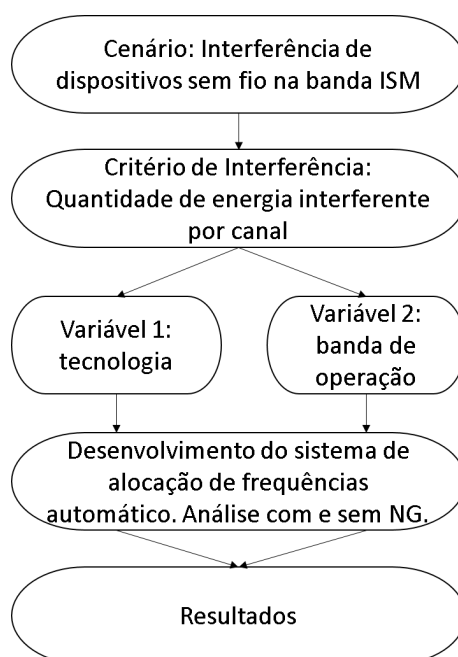 Cenário: Interferência de
dispositivos sem fio na banda ISM
Critério de Interferência:
Quantidade de energia interferente
por canal
Variável 1:
tecnologia
Variável 2:
banda de
operação
Desenvolvimento do sistema de
alocação de frequências
automático. Análise com e sem NG.
Resultados